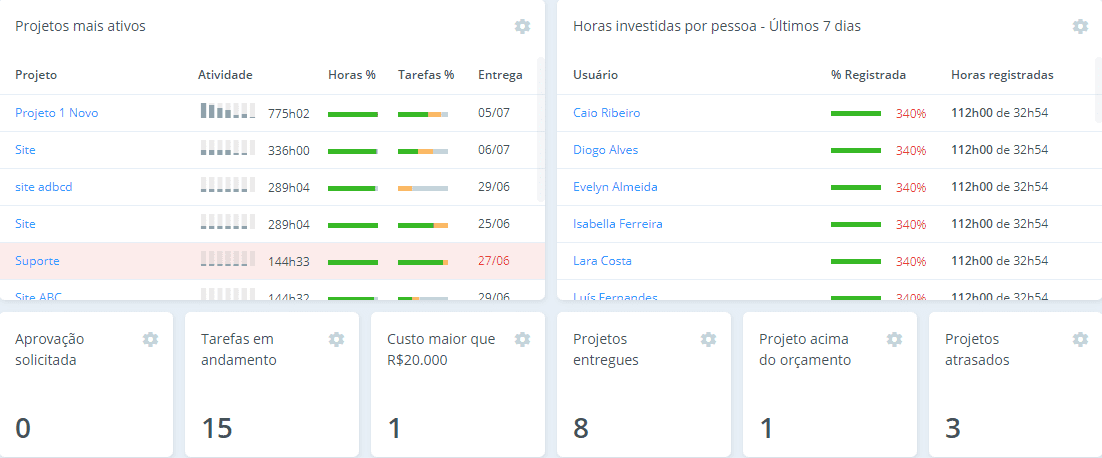 Projetos mais ativos
Projeto Atividade Horas % Tarefas % Entrega
Projeto 1 Novo 775h02 05/07
Site 336h00 06/07
site adbcd 289h04 29/06
Site 289h04 25/06
Suporte 144h33 27/06
Site ABC 144h32 29/06
Horas investidas por pessoa - Últimos 7 dias
Usuário % Registrada Horas registradas
Caio Ribeiro 340% 112h00 de 32h54
Diogo Alves 340% 112h00 de 32h54
Evelyn Almeida 340% 112h00 de 32h54
Isabella Ferreira 340% 112h00 de 32h54
Lara Costa 340% 112h00 de 32h54
Luís Fernandes 340% 112h00 de 32h54
Aprovação
solicitada
0
Tarefas em
andamento
15
Custo maior que
R$20.000
1
Projetos
entregues
8
Projeto acima
do orçamento
1
Projetos
atrasados
3